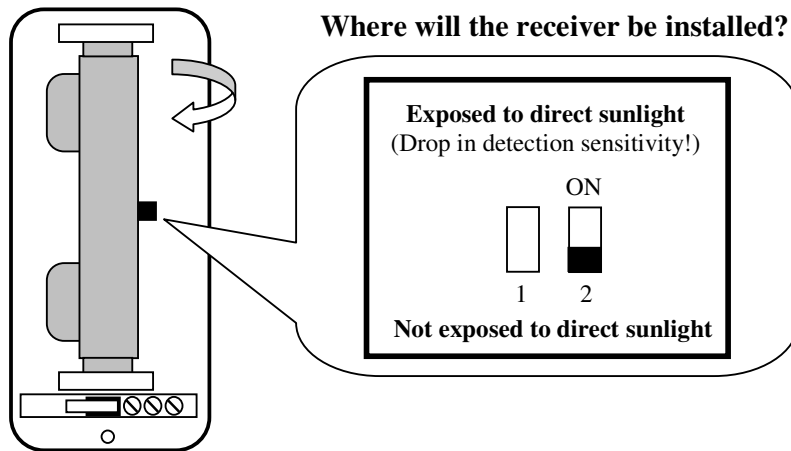 Where will the receiver be installed?
Exposed to direct sunlight
(Drop in detection sensitivity!)
ON
1 2
Not exposed to direct sunlight